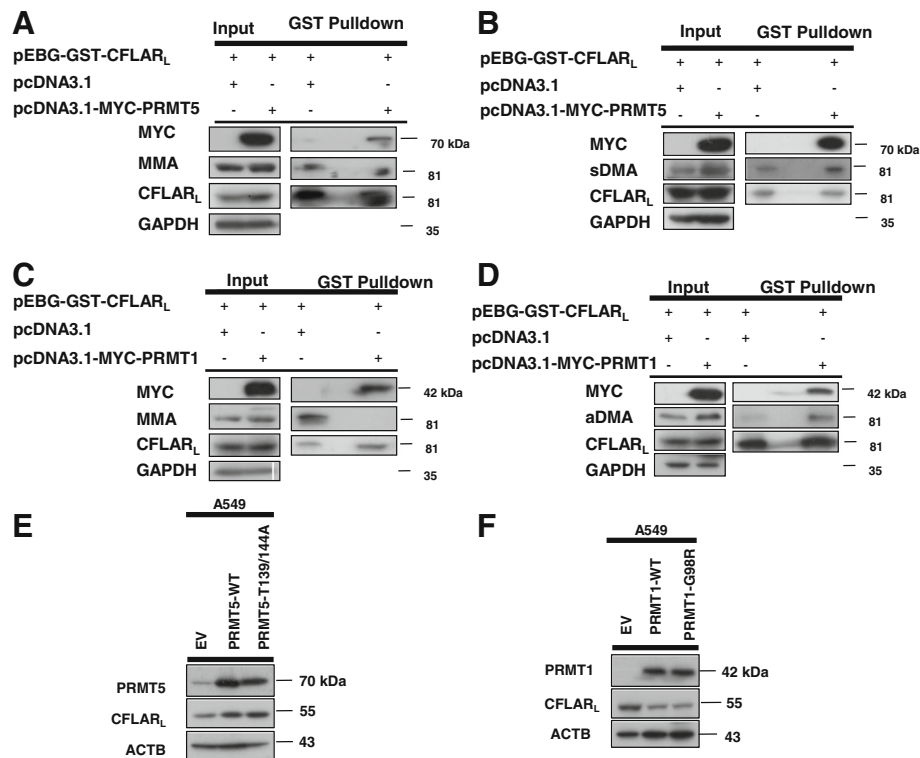 A
Input GST Pulldown
pEBG-GST-CFLARL + + + +
pcDNA3.1 + - + -
pcDNA3.1-MYC-PRMT5 - + - +
MYC 70 kDa
MMA 81
CFLARL 81
GAPDH 35
B
Input GST Pulldown
pEBG-GST-CFLARL + + + +
pcDNA3.1 + - + -
pcDNA3.1-MYC-PRMT5 - + - +
MYC 70 kDa
sDMA 81
CFLARL 81
GAPDH 35
C
Input GST Pulldown
pEBG-GST-CFLARL + + + +
pcDNA3.1 + - + -
pcDNA3.1-MYC-PRMT1 - + - +
MYC 42 kDa
MMA 81
CFLARL 81
GAPDH 35
D
Input GST Pulldown
pEBG-GST-CFLARL + + + +
pcDNA3.1 + - + -
pcDNA3.1-MYC-PRMT1 - + - +
MYC 42 kDa
aDMA 81
CFLARL 81
GAPDH 35
E
A549
EV
PRMT5-WT
PRMT5-T139/144A
PRMT5 70 kDa
CFLARL 55
ACTB 43
F
A549
EV
PRMT1-WT
PRMT1-G98R
PRMT1 42 kDa
CFLARL 55
ACTB 43